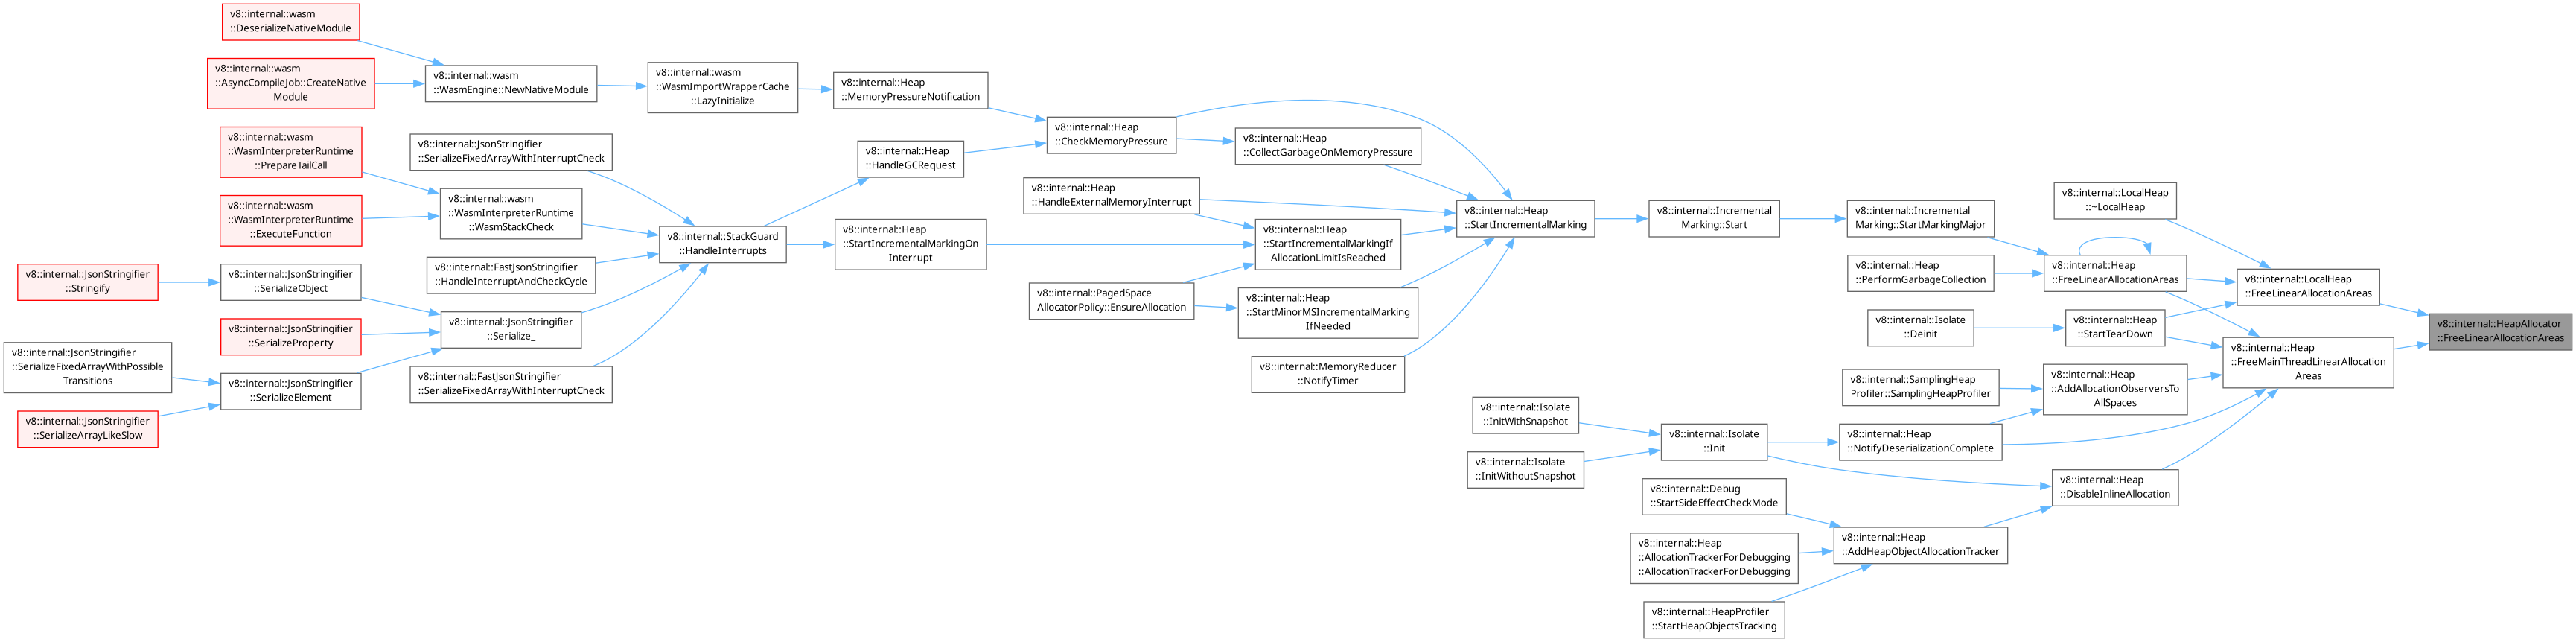 v8::internal::wasm
::DeserializeNativeModule
v8::internal::wasm
::AsyncCompileJob::CreateNative
Module
v8::internal::wasm
::WasmInterpreterRuntime
::PrepareTailCall
v8::internal::wasm
::WasmInterpreterRuntime
::ExecuteFunction
v8::internal::JsonStringifier
::Stringify
v8::internal::JsonStringifier
::SerializeObject
v8::internal::JsonStringifier
::SerializeProperty
v8::internal::JsonStringifier
::SerializeFixedArrayWithPossible
Transitions
v8::internal::JsonStringifier
::SerializeElement
v8::internal::JsonStringifier
::SerializeArrayLikeSlow
v8::internal::wasm
::WasmEngine::NewNativeModule
v8::internal::JsonStringifier
::SerializeFixedArrayWithInterruptCheck
v8::internal::wasm
::WasmInterpreterRuntime
::WasmStackCheck
v8::internal::FastJsonStringifier
::HandleInterruptAndCheckCycle
v8::internal::JsonStringifier
::Serialize_
v8::internal::FastJsonStringifier
::SerializeFixedArrayWithInterruptCheck
v8::internal::wasm
::WasmImportWrapperCache
::LazyInitialize
v8::internal::StackGuard
::HandleInterrupts
v8::internal::Heap
::MemoryPressureNotification
v8::internal::Heap
::HandleGCRequest
v8::internal::Heap
::StartIncrementalMarkingOn
Interrupt
v8::internal::Heap
::CheckMemoryPressure
v8::internal::Heap
::HandleExternalMemoryInterrupt
v8::internal::PagedSpace
AllocatorPolicy::EnsureAllocation
v8::internal::Heap
::CollectGarbageOnMemoryPressure
v8::internal::Heap
::StartIncrementalMarkingIf
AllocationLimitIsReached
v8::internal::Heap
::StartMinorMSIncrementalMarking
IfNeeded
v8::internal::MemoryReducer
::NotifyTimer
v8::internal::Heap
::StartIncrementalMarking
v8::internal::Isolate
::InitWithSnapshot
v8::internal::Isolate
::InitWithoutSnapshot
v8::internal::Incremental
Marking::Start
v8::internal::Isolate
::Init
v8::internal::Debug
::StartSideEffectCheckMode
v8::internal::Heap
::AllocationTrackerForDebugging
::AllocationTrackerForDebugging
v8::internal::HeapProfiler
::StartHeapObjectsTracking
v8::internal::Incremental
Marking::StartMarkingMajor
v8::internal::Heap
::PerformGarbageCollection
v8::internal::Isolate
::Deinit
v8::internal::SamplingHeap
Profiler::SamplingHeapProfiler
v8::internal::Heap
::NotifyDeserializationComplete
v8::internal::Heap
::AddHeapObjectAllocationTracker
v8::internal::LocalHeap
::~LocalHeap
v8::internal::Heap
::FreeLinearAllocationAreas
v8::internal::Heap
::StartTearDown
v8::internal::Heap
::AddAllocationObserversTo
AllSpaces
v8::internal::Heap
::DisableInlineAllocation
v8::internal::LocalHeap
::FreeLinearAllocationAreas
v8::internal::Heap
::FreeMainThreadLinearAllocation
Areas
v8::internal::HeapAllocator
::FreeLinearAllocationAreas